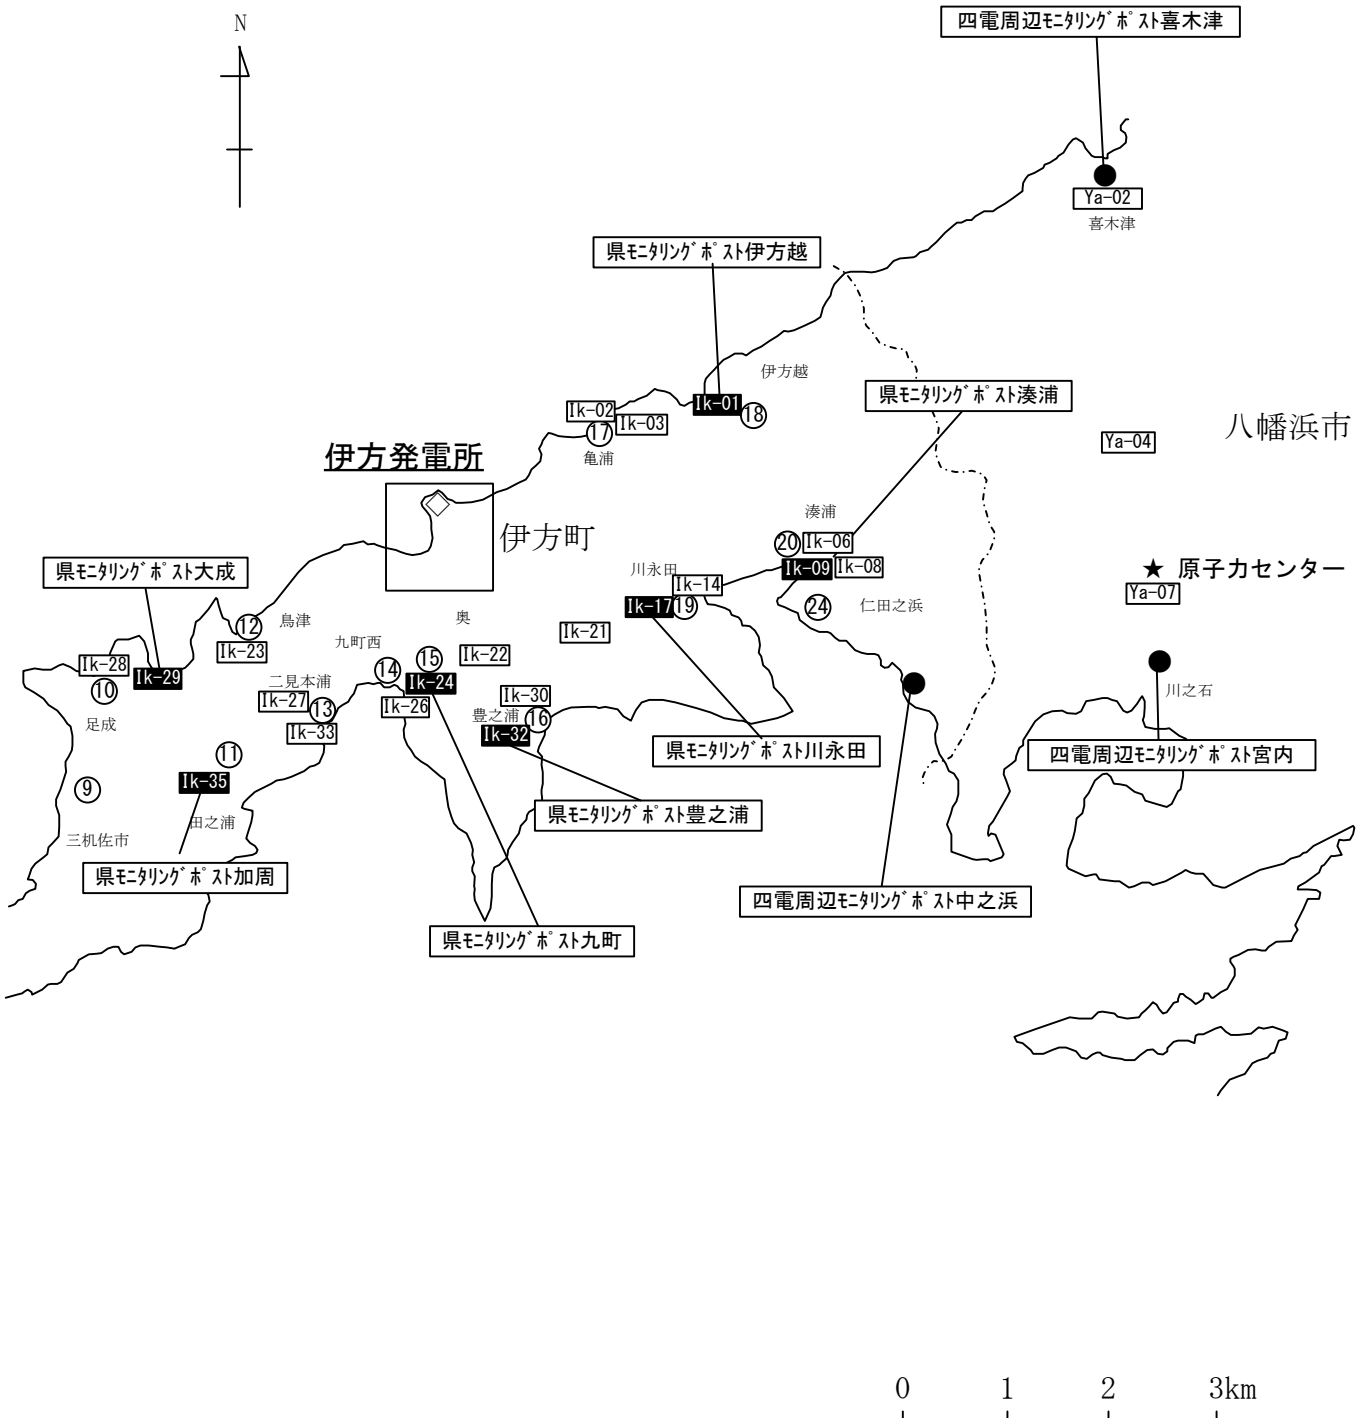 四電周辺ﾓﾆﾀﾘﾝｸﾞﾎﾟｽﾄ喜木津
N
Ya-02
喜木津
県ﾓﾆﾀﾘﾝｸﾞﾎﾟｽﾄ伊方越
伊方越
県ﾓﾆﾀﾘﾝｸﾞﾎﾟｽﾄ湊浦
Ik-01
⑱
Ik-02
Ik-03
⑰
亀浦
八幡浜市
Ya-04
伊方発電所
伊方町
湊浦
⑳
Ik-06
県ﾓﾆﾀﾘﾝｸﾞﾎﾟｽﾄ大成
川永田
Ik-14
Ik-09
Ik-08
★ 原子力センター
Ya-07
Ik-17
⑲
㉔
仁田之浜
⑫
鳥津
奥
Ik-21
九町西
Ik-23
Ik-28
Ik-29
⑭
⑮
Ik-22
Ik-24
⑩
足成
二見本浦
Ik-27
⑬
Ik-33
Ik-26
Ik-30
豊之浦
⑯
Ik-32
川之石
⑪
Ik-35
⑨
県ﾓﾆﾀﾘﾝｸﾞﾎﾟｽﾄ川永田
四電周辺ﾓﾆﾀﾘﾝｸﾞﾎﾟｽﾄ宮内
田之浦
県ﾓﾆﾀﾘﾝｸﾞﾎﾟｽﾄ豊之浦
三机佐市
県ﾓﾆﾀﾘﾝｸﾞﾎﾟｽﾄ加周
四電周辺ﾓﾆﾀﾘﾝｸﾞﾎﾟｽﾄ中之浜
県ﾓﾆﾀﾘﾝｸﾞﾎﾟｽﾄ九町
0 1 2 3km